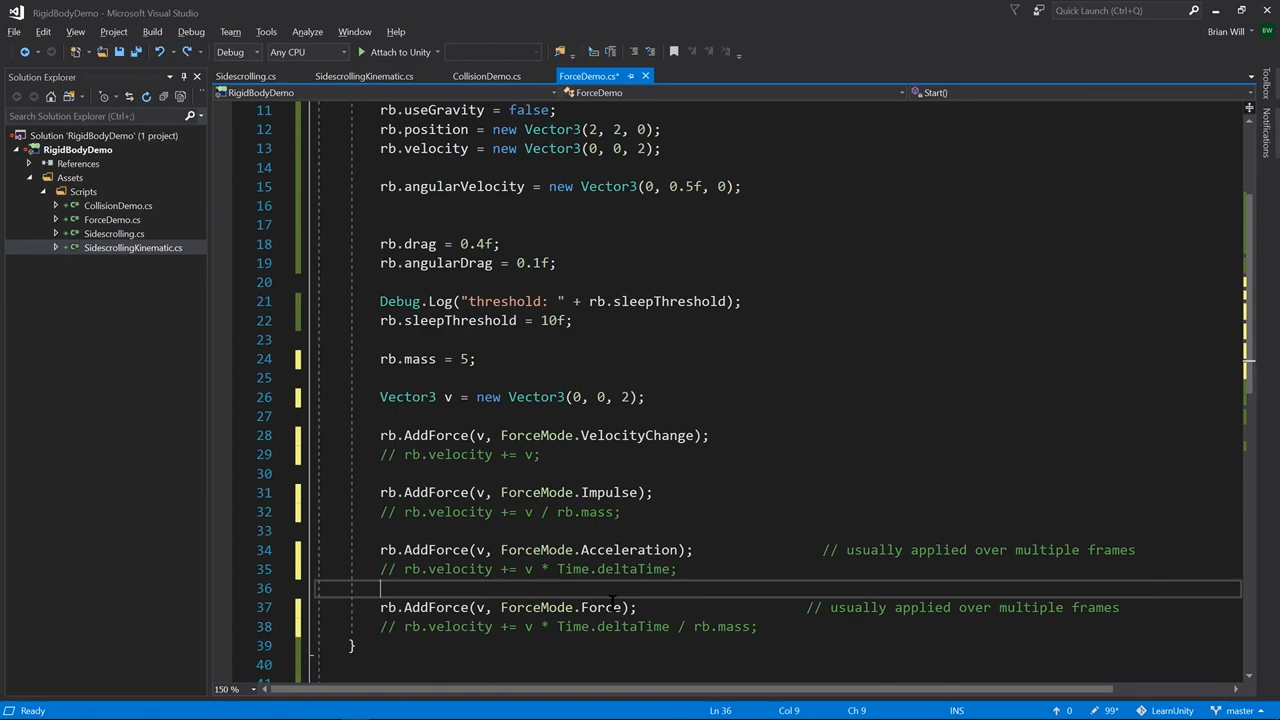 RigidBodyDemo - Microsoft Visual Studio
Quick Launch (Ctrl+Q)
File Edit View Project Build Debug Team Tools Analyze Window Help
Brian Will BW
Debug Any CPU Attach to Unity
Solution Explorer
Sidescrolling.cs SidescrollingKinematic.cs CollisionDemo.cs ForceDemo.cs*
RigidBodyDemo ForceDemo Start()
Search Solution Explorer (Ctrl+;)
Solution 'RigidBodyDemo' (1 project)
RigidBodyDemo
References
Assets
Scripts
CollisionDemo.cs
ForceDemo.cs
Sidescrolling.cs
SidescrollingKinematic.cs
11 rb.useGravity = false;
12 rb.position = new Vector3(2, 2, 0);
13 rb.velocity = new Vector3(0, 0, 2);
14
15 rb.angularVelocity = new Vector3(0, 0.5f, 0);
16
17
18 rb.drag = 0.4f;
19 rb.angularDrag = 0.1f;
20
21 Debug.Log("threshold: " + rb.sleepThreshold);
22 rb.sleepThreshold = 10f;
23
24 rb.mass = 5;
25
26 Vector3 v = new Vector3(0, 0, 2);
27
28 rb.AddForce(v, ForceMode.VelocityChange);
29 // rb.velocity += v;
30
31 rb.AddForce(v, ForceMode.Impulse);
32 // rb.velocity += v / rb.mass;
33
34 rb.AddForce(v, ForceMode.Acceleration); // usually applied over multiple frames
35 // rb.velocity += v * Time.deltaTime;
36
37 rb.AddForce(v, ForceMode.Force); // usually applied over multiple frames
38 // rb.velocity += v * Time.deltaTime / rb.mass;
39 }
40
Toolbox
Notifications
150 %
Ready Ln 36 Col 9 Ch 9 INS 0 99* LearnUnity master